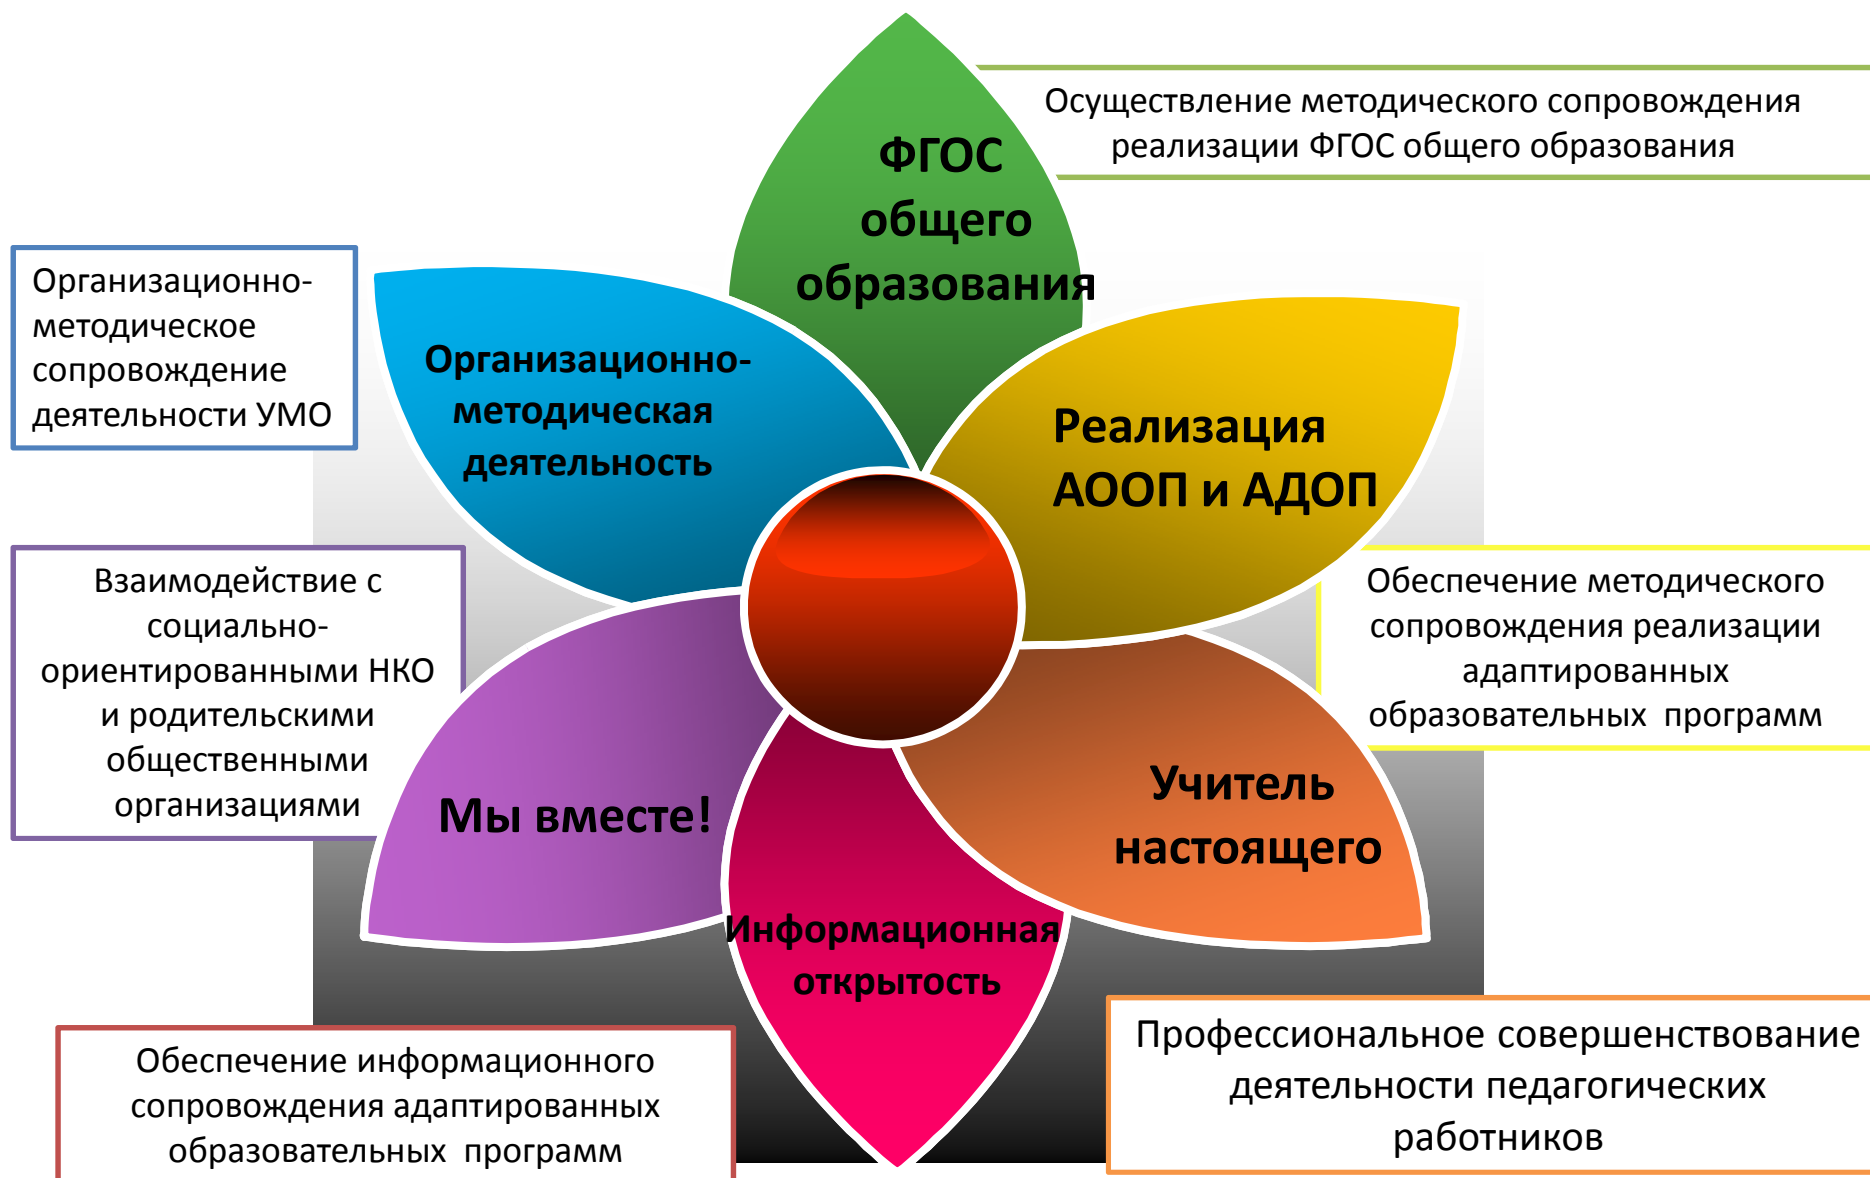 Осуществление методического сопровождения
реализации ФГОС общего образования
ФГОС
общего
образования
Организационно-
методическое
сопровождение
деятельности УМО
Организационно-
методическая
деятельность
Реализация
АООП и АДОП
Взаимодействие с
социально-
ориентированными НКО
и родительскими
общественными
организациями
Обеспечение методического
сопровождения реализации
адаптированных
образовательных программ
Мы вместе!
Учитель
настоящего
Информационная
открытость
Обеспечение информационного
сопровождения адаптированных
образовательных программ
Профессиональное совершенствование
деятельности педагогических
работников